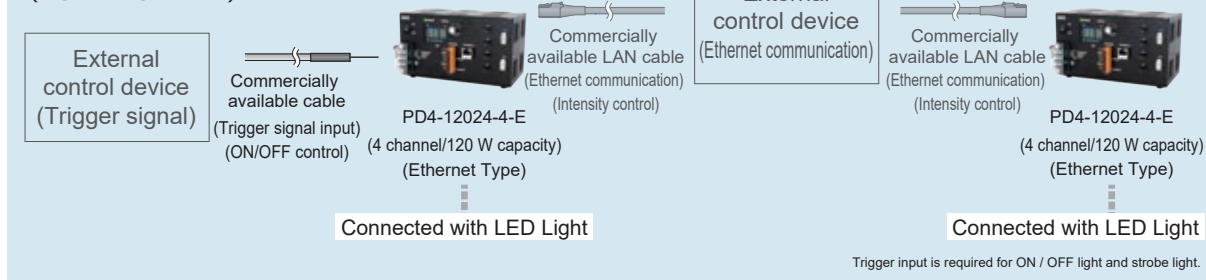 External
control device
(Trigger signal)
Commercially
available cable
(Trigger signal input)
(ON/OFF control)
PD4-12024-4-E
(4 channel/120 W capacity)
(Ethernet Type)
Connected with LED Light
Commercially
available LAN cable
(Ethernet communication)
(Intensity control)
control device
(Ethernet communication)
Commercially
available LAN cable
(Ethernet communication)
(Intensity control)
PD4-12024-4-E
(4 channel/120 W capacity)
(Ethernet Type)
Connected with LED Light
Trigger input is required for ON / OFF light and strobe light.